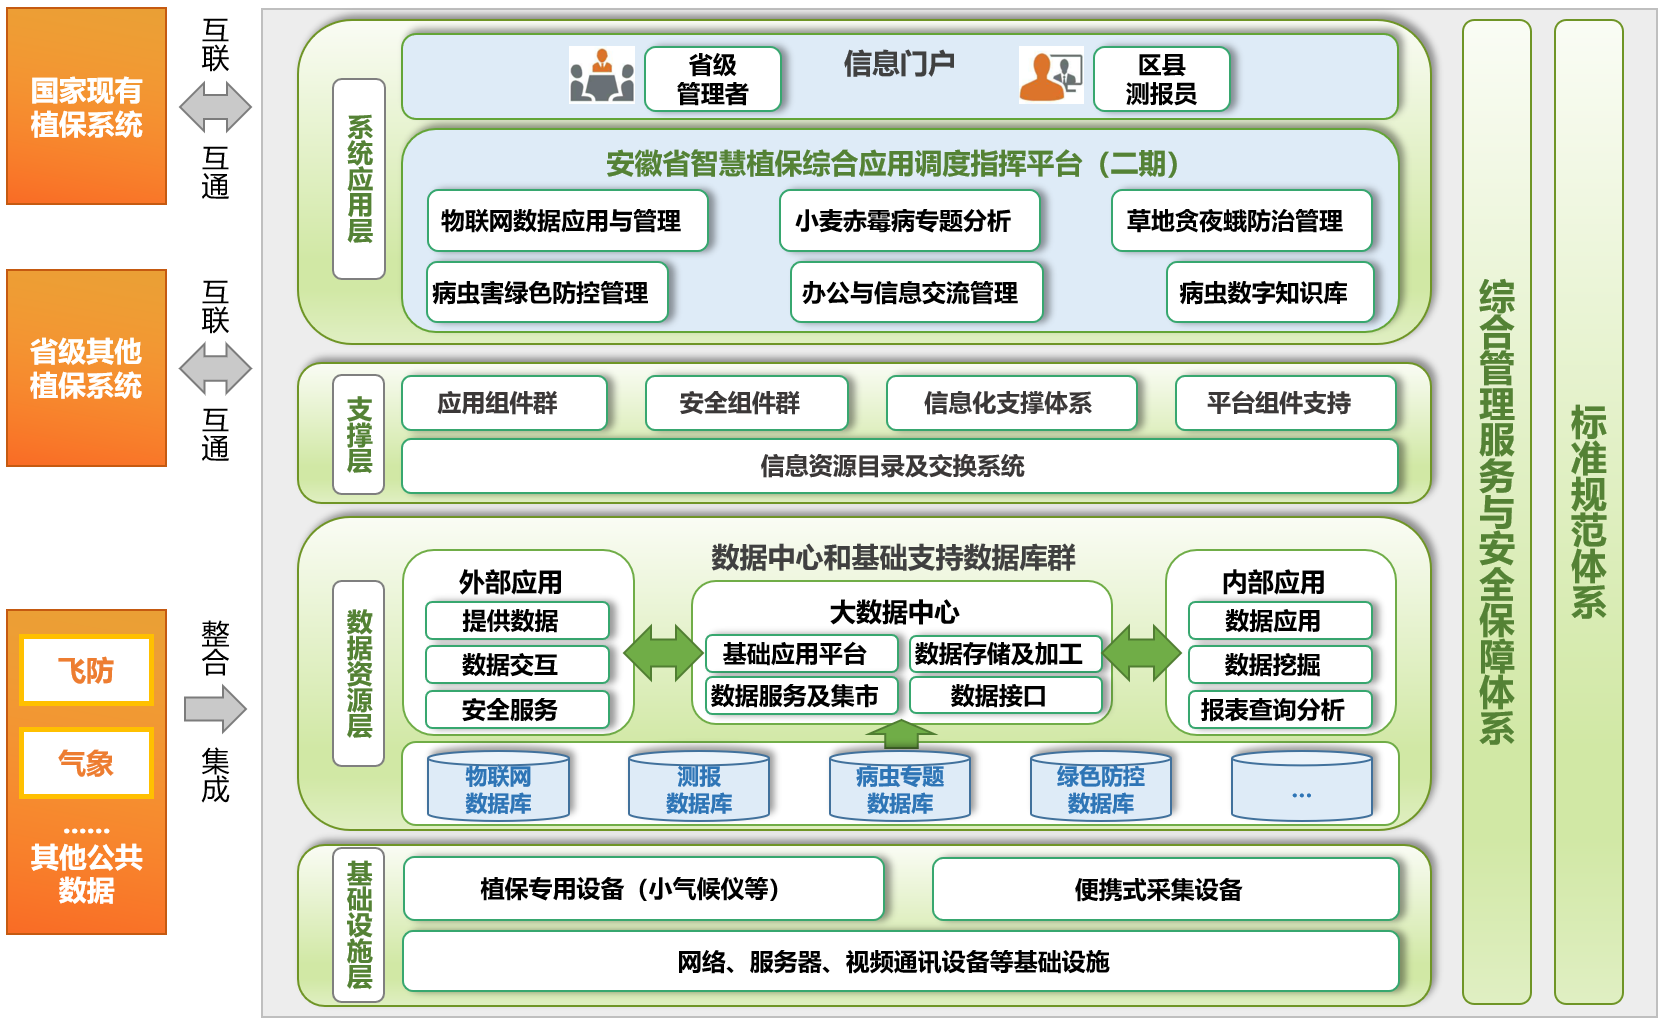 国家现有
植保系统
互
联
互
通
省级其他
植保系统
互
联
互
通
飞防
气象
......
其他公共
数据
整
合
集
成
系统应用层
信息门户
省级
管理者
区县
测报员
安徽省智慧植保综合应用调度指挥平台（二期）
物联网数据应用与管理
小麦赤霉病专题分析
草地贪夜蛾防治管理
病虫害绿色防控管理
办公与信息交流管理
病虫数字知识库
支撑层
应用组件群
安全组件群
信息化支撑体系
平台组件支持
信息资源目录及交换系统
数据资源层
数据中心和基础支持数据库群
外部应用
提供数据
数据交互
安全服务
大数据中心
基础应用平台
数据存储及加工
数据服务及集市
数据接口
内部应用
数据应用
数据挖掘
报表查询分析
物联网
数据库
测报
数据库
病虫专题
数据库
绿色防控
数据库
...
基础设施层
植保专用设备（小气候仪等）
便携式采集设备
网络、服务器、视频通讯设备等基础设施
综合管理服务与安全保障体系
标准规范体系